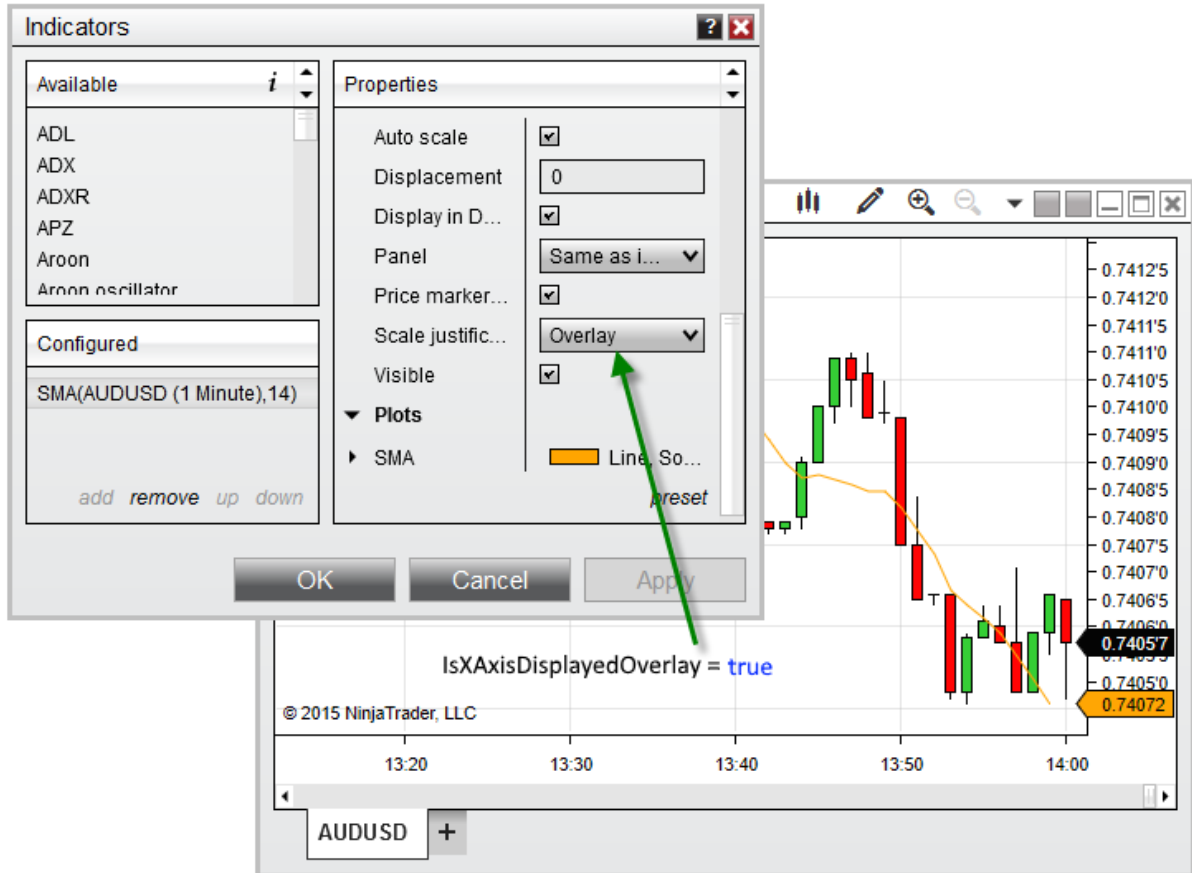 Indicators
?
Available i
ADL
ADX
ADXR
APZ
Aroon
Aroon oscillator
Configured
SMA(AUDUSD (1 Minute),14)
add remove up down
Properties
Auto scale
Displacement 0
Display in D...
Panel Same as i...
Price marker...
Scale justific... Overlay
Visible
Plots
SMA Line, So...
preset
OK Cancel Apply
IsXAxisDisplayedOverlay = true
© 2015 NinjaTrader, LLC
0.7412'5
0.7412'0
0.7411'5
0.7411'0
0.7410'5
0.7410'0
0.7409'5
0.7409'0
0.7408'5
0.7408'0
0.7407'5
0.7407'0
0.7406'5
0.7406'0
0.7405'7
0.7405'0
0.74072
13:20 13:30 13:40 13:50 14:00
AUDUSD +